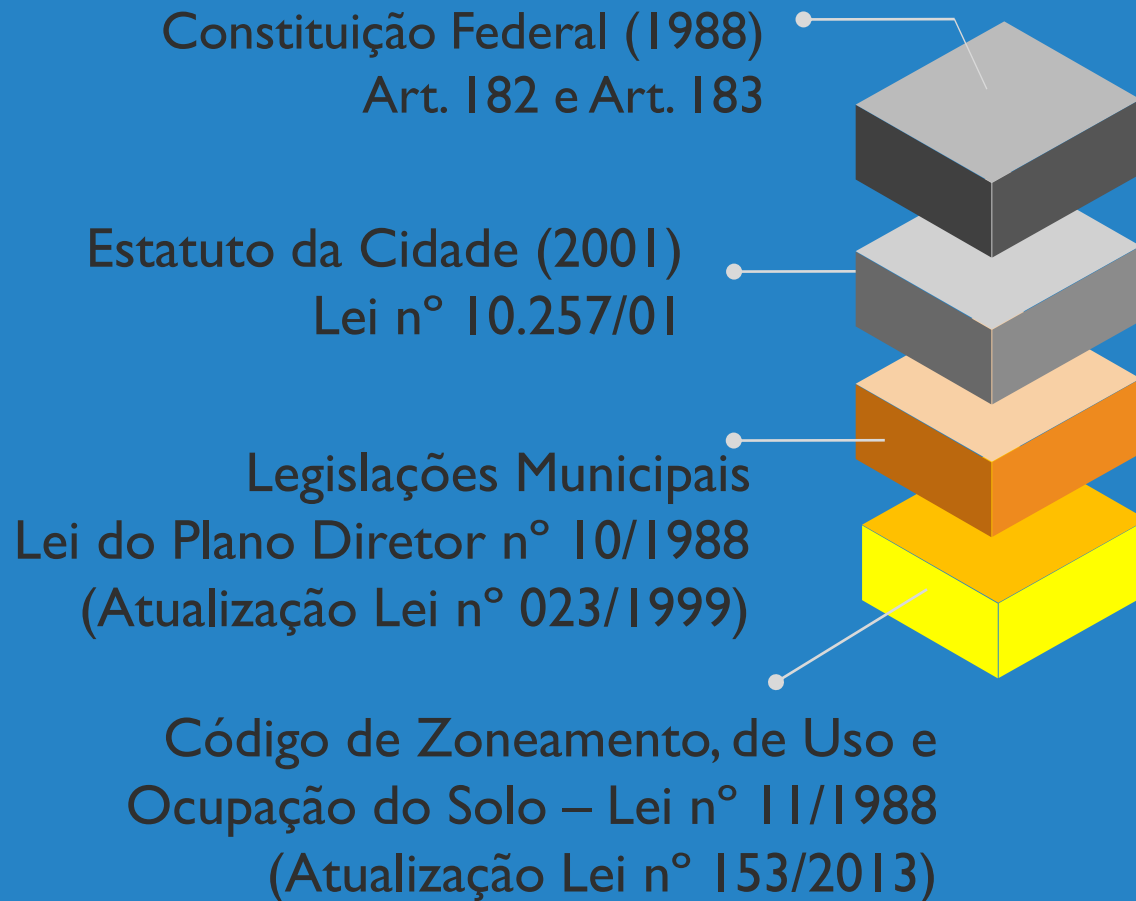 Constituição Federal (1988)
Art. 182 e Art. 183
Estatuto da Cidade (2001)
Lei nº 10.257/01
Legislações Municipais
Lei do Plano Diretor nº 10/1988
(Atualização Lei nº 023/1999)
Código de Zoneamento, de Uso e
Ocupação do Solo – Lei nº 11/1988
(Atualização Lei nº 153/2013)